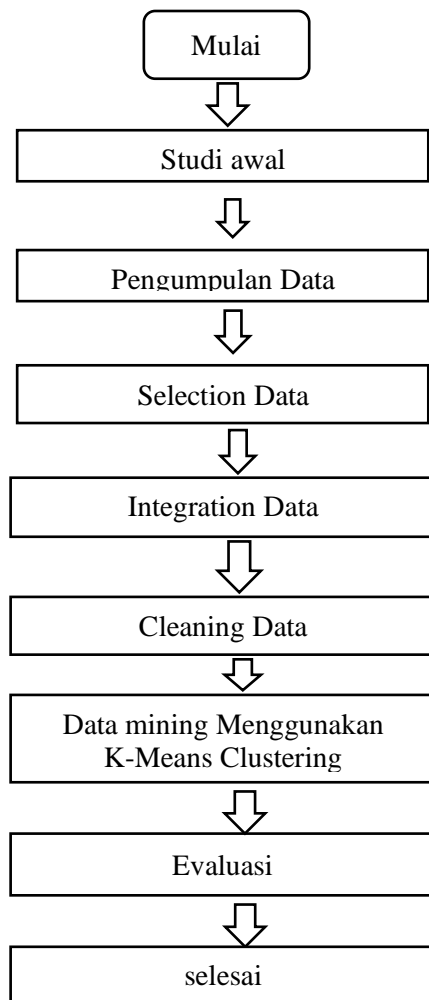 Mulai
Studi awal
Pengumpulan Data
Selection Data
Integration Data
Cleaning Data
Data mining Menggunakan
K-Means Clustering
Evaluasi
selesai